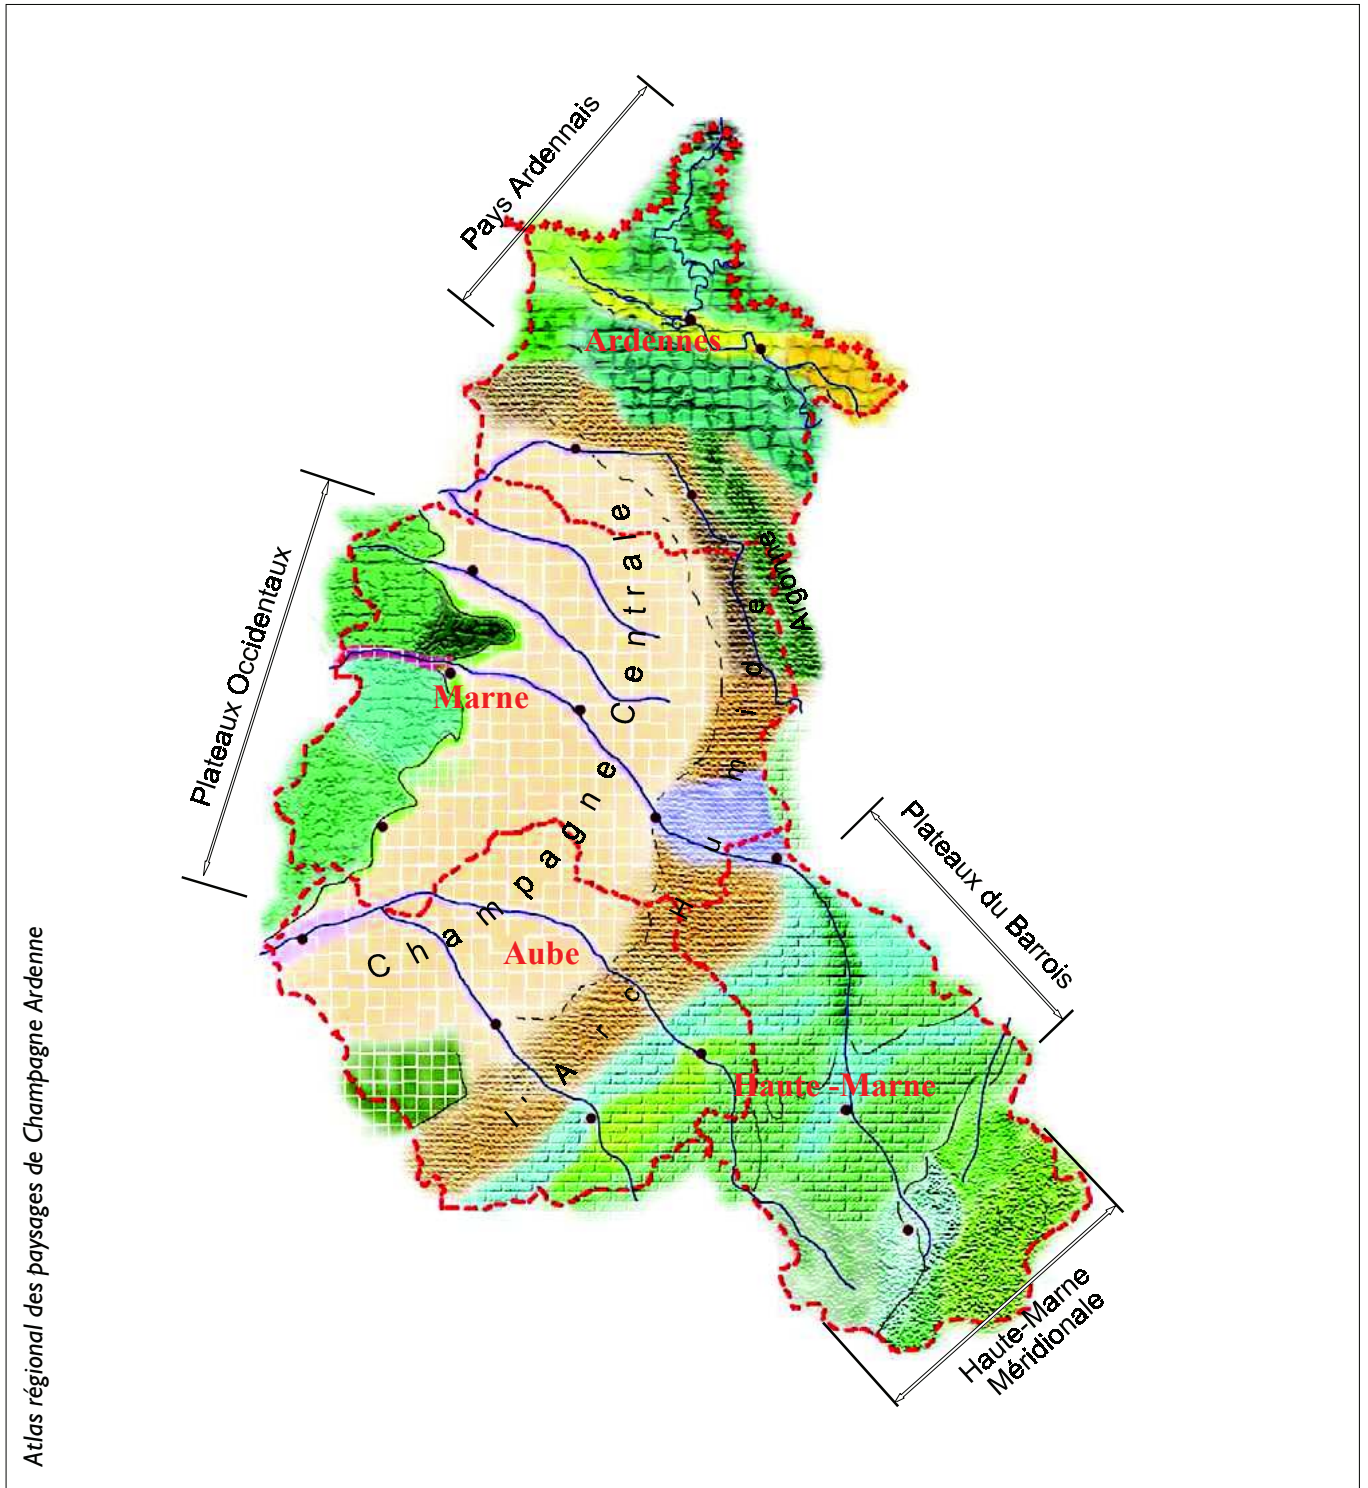 Pays Ardennais
Ardennes
Plateaux Occidentaux
Argonne
Champagne Centrale
Marne
l'Arc Humide
Plateaux du Barrois
Aube
Haute -Marne
Haute-Marne
Méridionale
Atlas régional des paysages de Champagne Ardenne